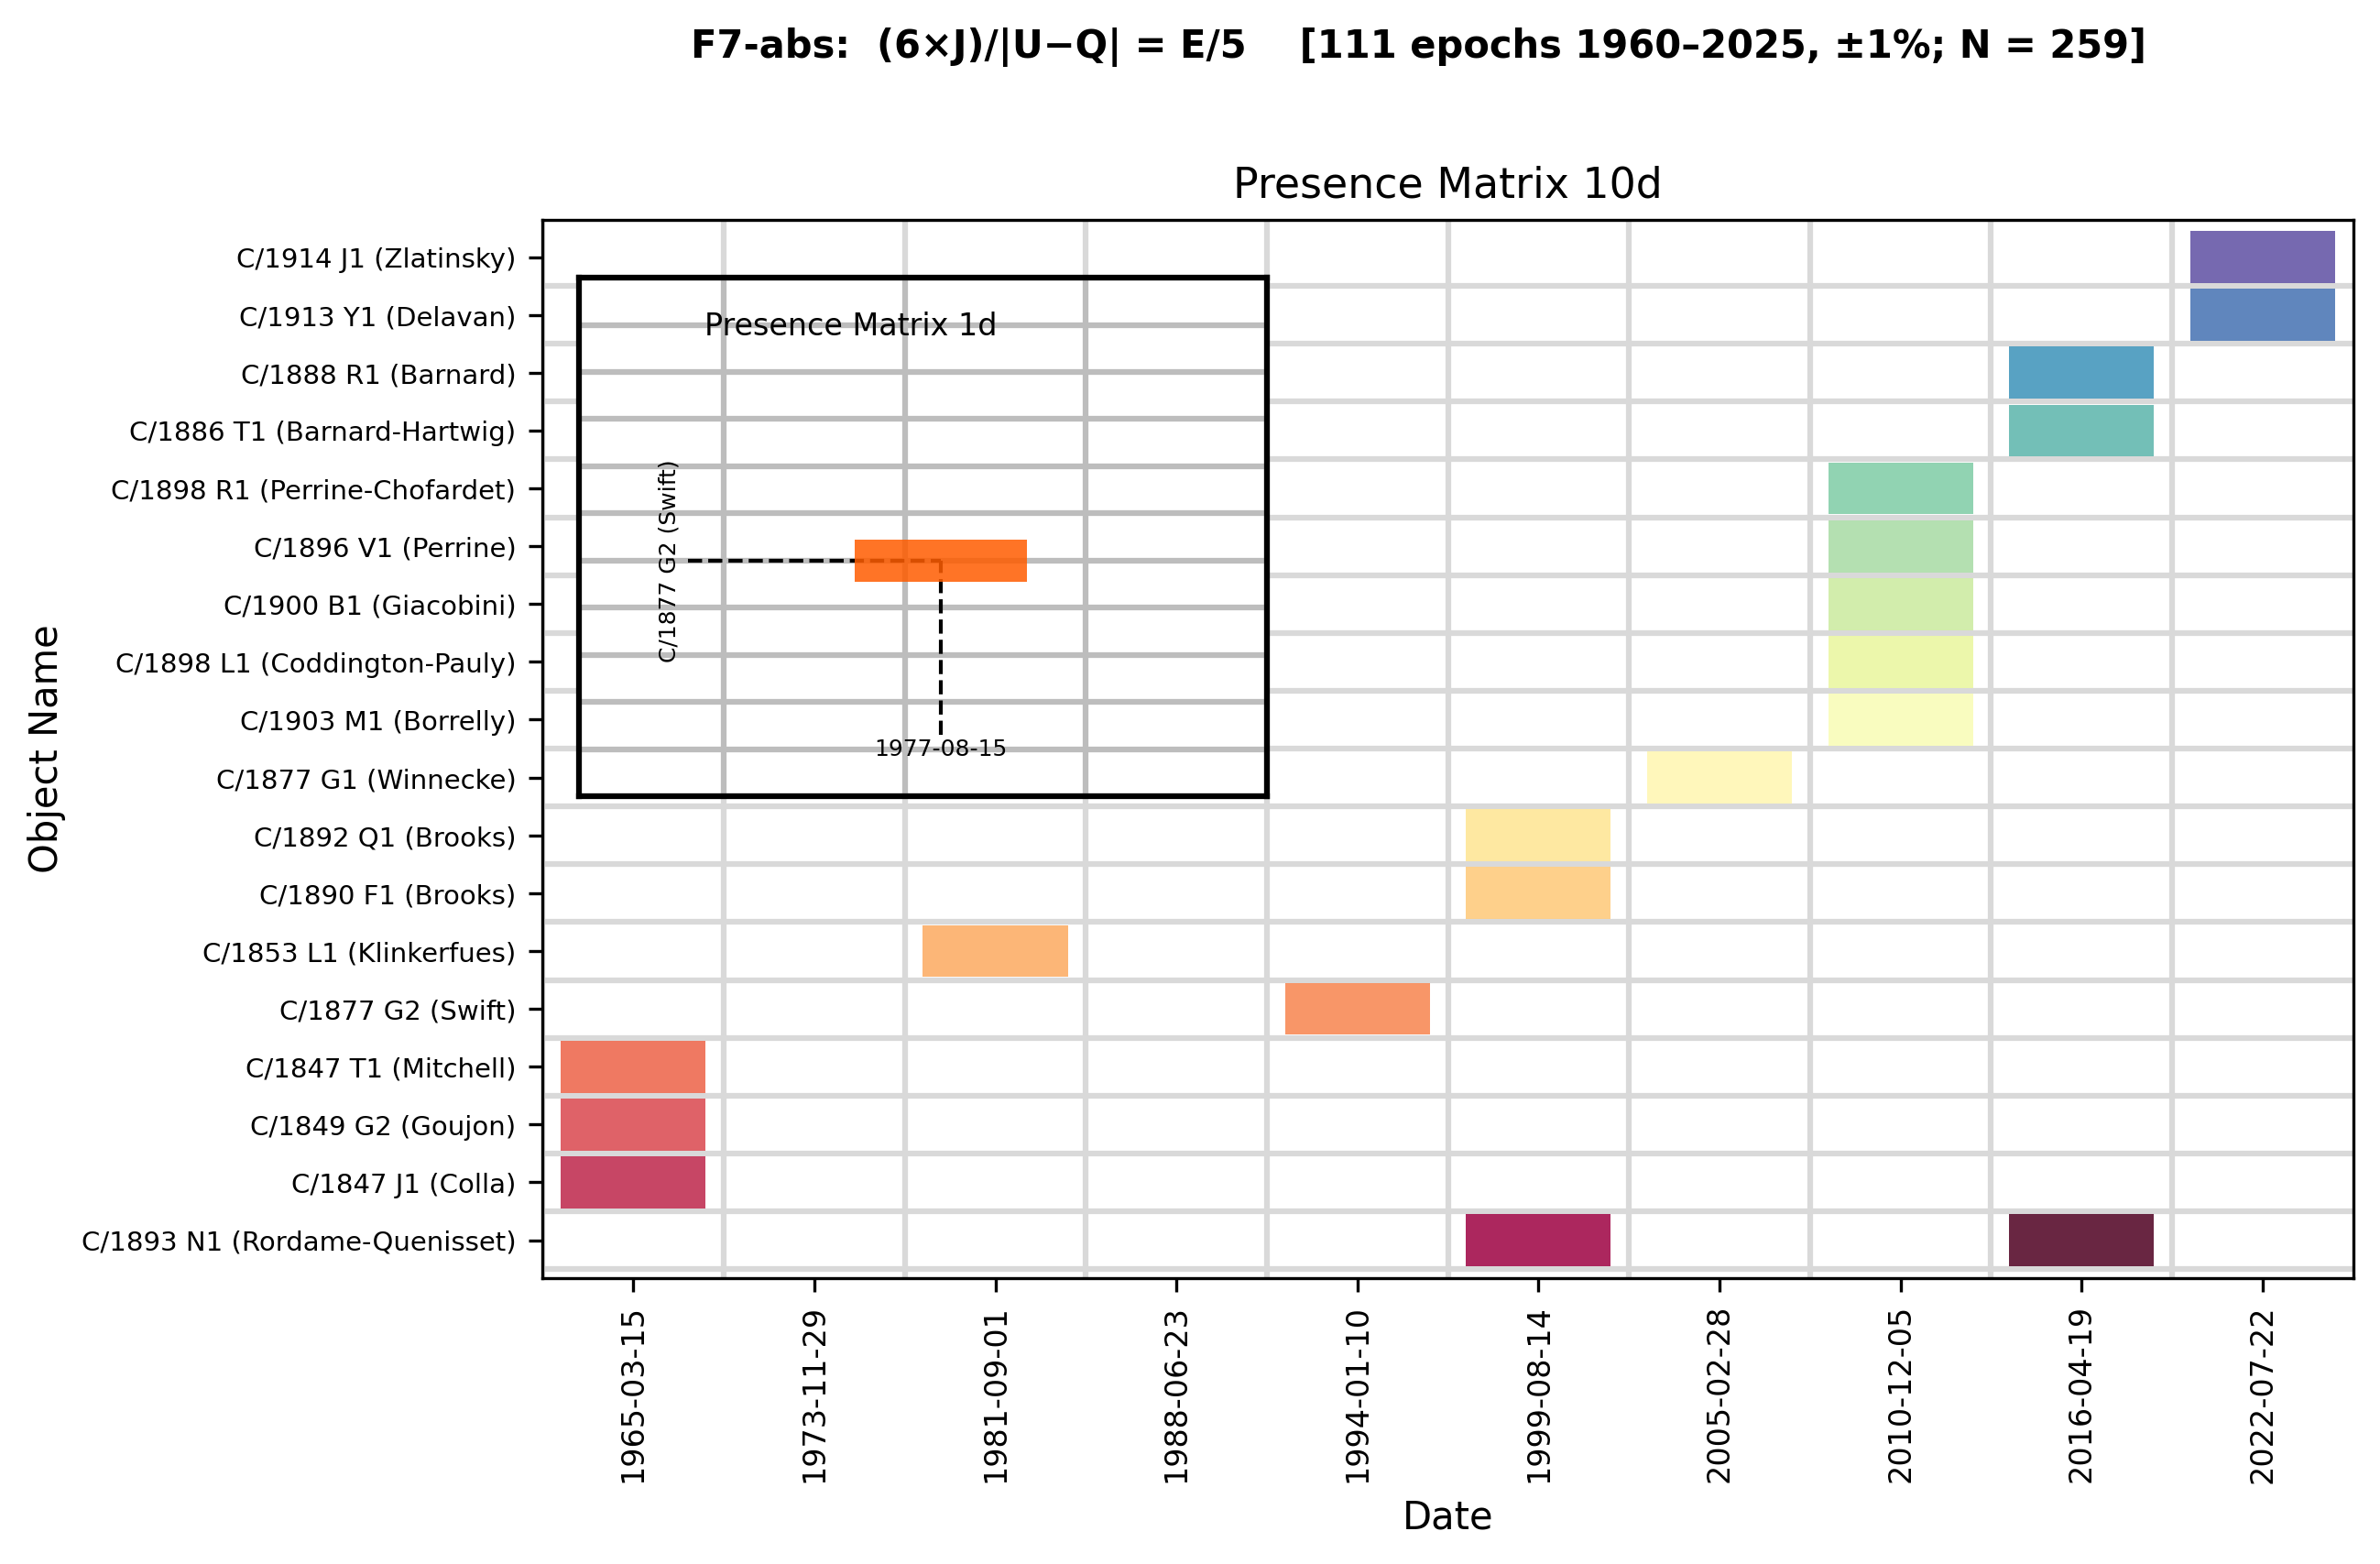 F7-abs:  (6×J)/|U−Q| = E/5    [111 epochs 1960–2025, ±1%; N = 259]
Presence Matrix 10d
Object Name
C/1914 J1 (Zlatinsky)
C/1913 Y1 (Delavan)
C/1888 R1 (Barnard)
C/1886 T1 (Barnard-Hartwig)
C/1898 R1 (Perrine-Chofardet)
C/1896 V1 (Perrine)
C/1900 B1 (Giacobini)
C/1898 L1 (Coddington-Pauly)
C/1903 M1 (Borrelly)
C/1877 G1 (Winnecke)
C/1892 Q1 (Brooks)
C/1890 F1 (Brooks)
C/1853 L1 (Klinkerfues)
C/1877 G2 (Swift)
C/1847 T1 (Mitchell)
C/1849 G2 (Goujon)
C/1847 J1 (Colla)
C/1893 N1 (Rordame-Quenisset)
Presence Matrix 1d
C/1877 G2 (Swift)
1977-08-15
1965-03-15
1973-11-29
1981-09-01
1988-06-23
1994-01-10
1999-08-14
2005-02-28
2010-12-05
2016-04-19
2022-07-22
Date